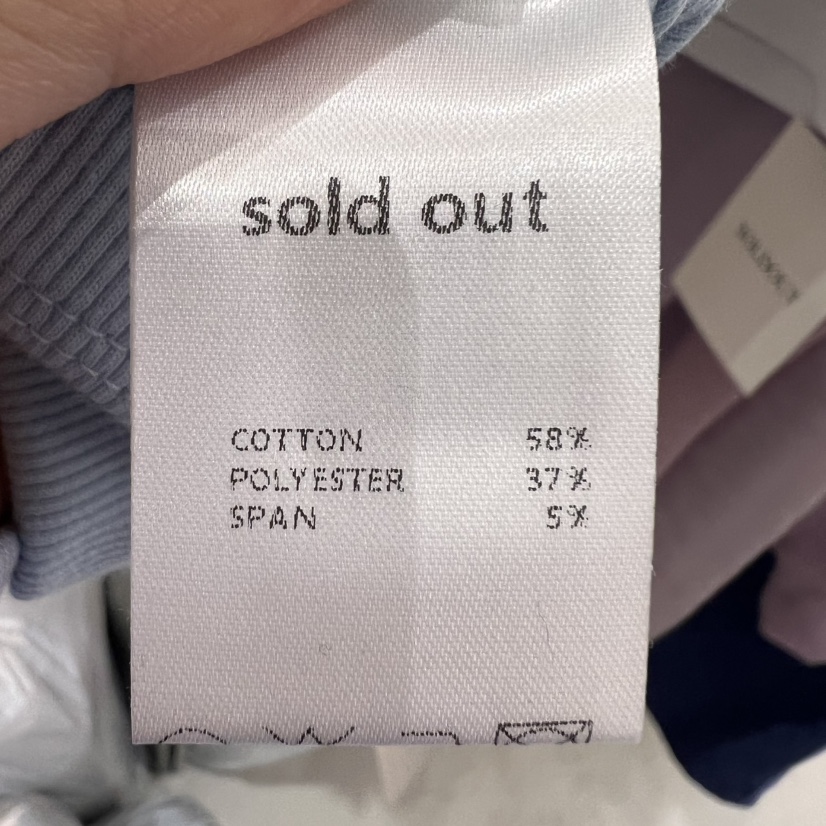 sold out
COTTON 58%
POLYESTER 37%
SPAN 5%